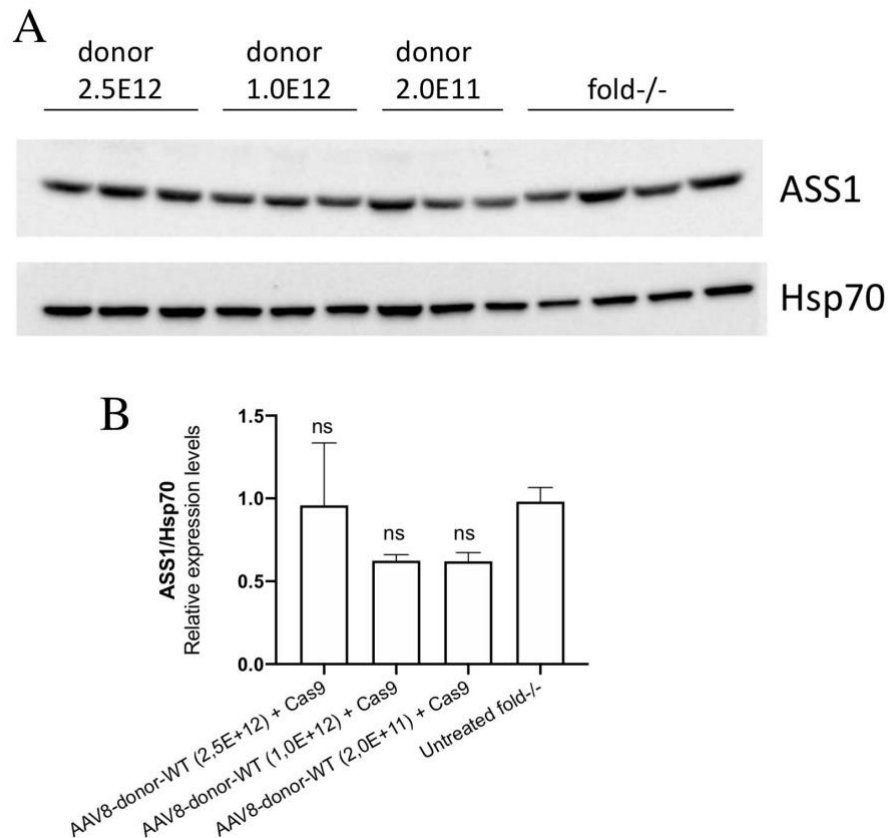 A
donor
2.5E12
donor
1.0E12
donor
2.0E11
fold-/-
ASS1
Hsp70
B
ASS1/Hsp70
Relative expression levels
1.5
1.0
0.5
0.0
ns
ns
ns
AAV8-donor-WT (2,5E+12) + Cas9
AAV8-donor-WT (1,0E+12) + Cas9
AAV8-donor-WT (2,0E+11) + Cas9
Untreated fold-/-